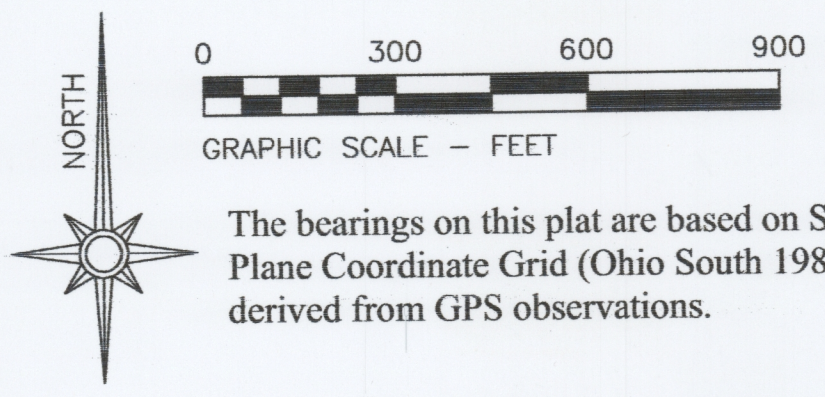 0 300 600 900
NORTH
GRAPHIC SCALE – FEET
The bearings on this plat are based on
Plane Coordinate Grid (Ohio South
derived from GPS observations.